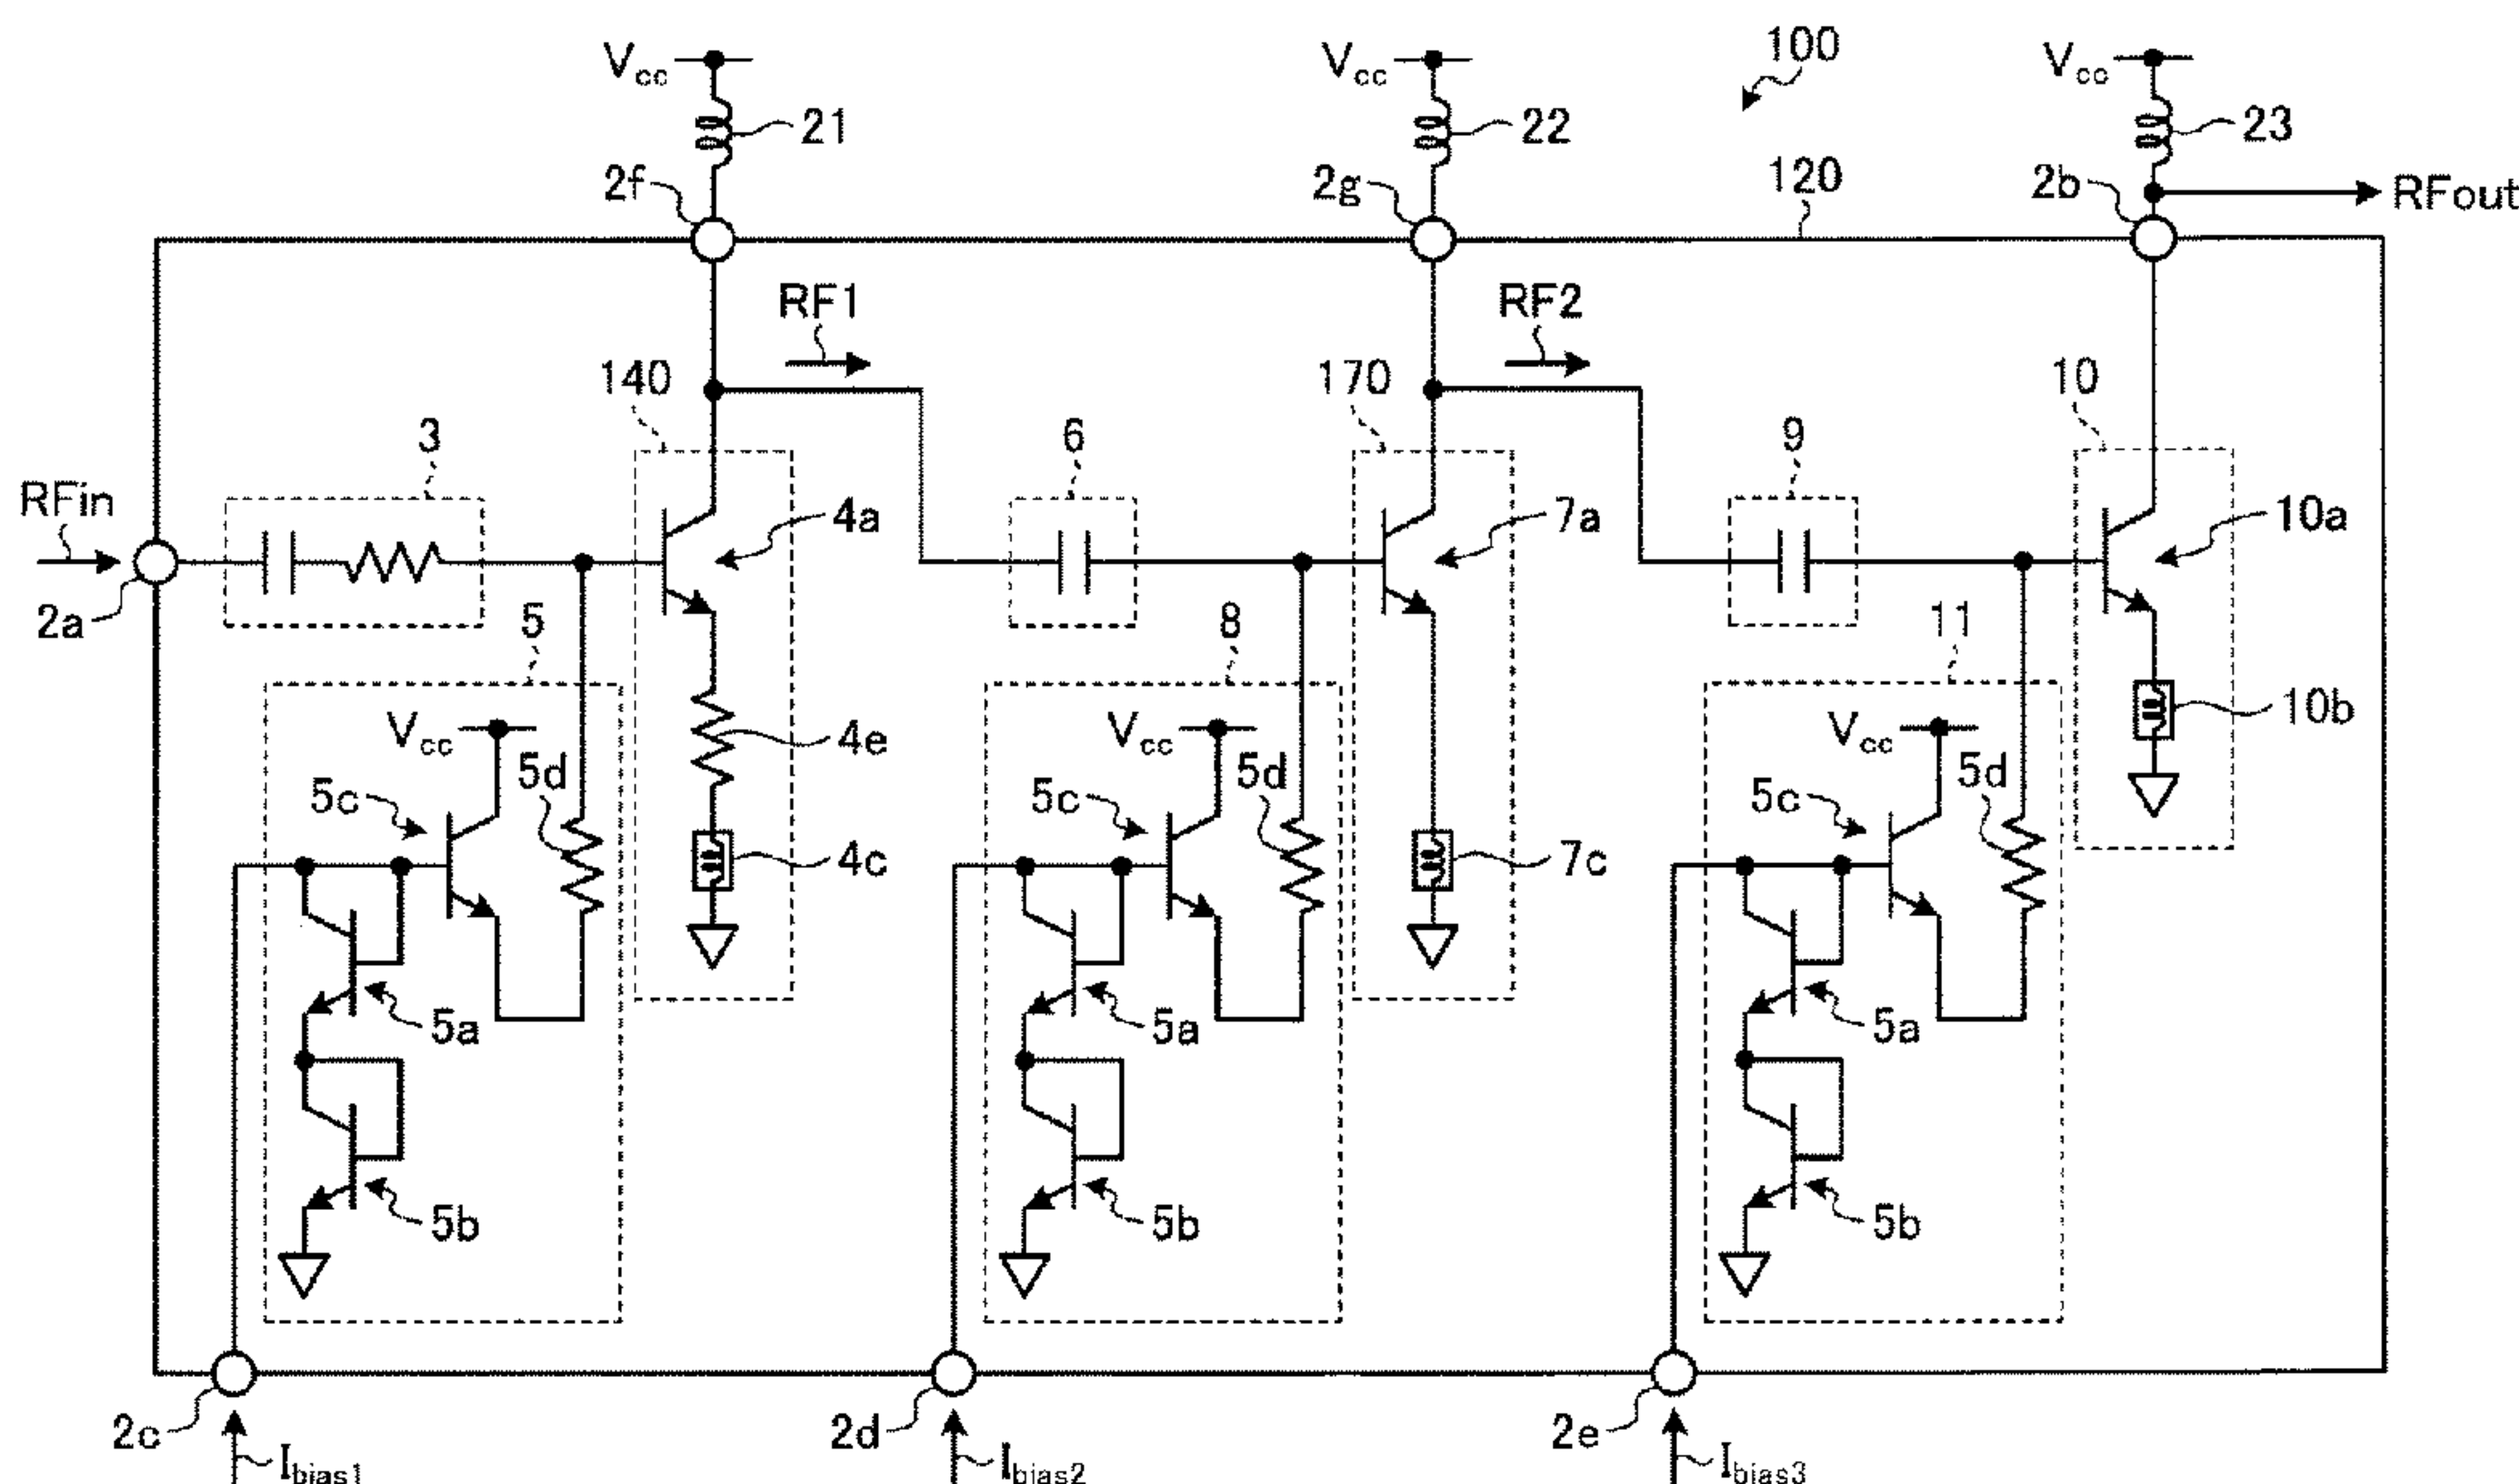 Vcc
Vcc
100
Vcc
21
22
23
2f
2g
120
2b
RFout
RF1
RF2
140
170
10
3
6
9
RFin
4a
7a
10a
2a
5
8
11
Vcc
4e
Vcc
Vcc
10b
5c
5d
5c
5d
5c
5d
4c
7c
5a
5a
5a
5b
5b
5b
2c
2d
2e
Ibias1
Ibias2
Ibias3